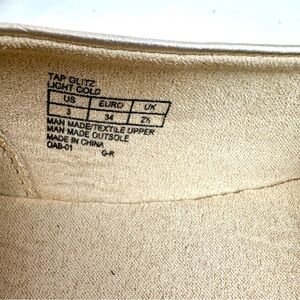 TAP GLITZ
LIGHT GOLD
US EURO UK
3 34 2½
MAN MADE/TEXTILE UPPER
MAN MADE OUTSOLE
MADE IN CHINA
OAB-01 G-R